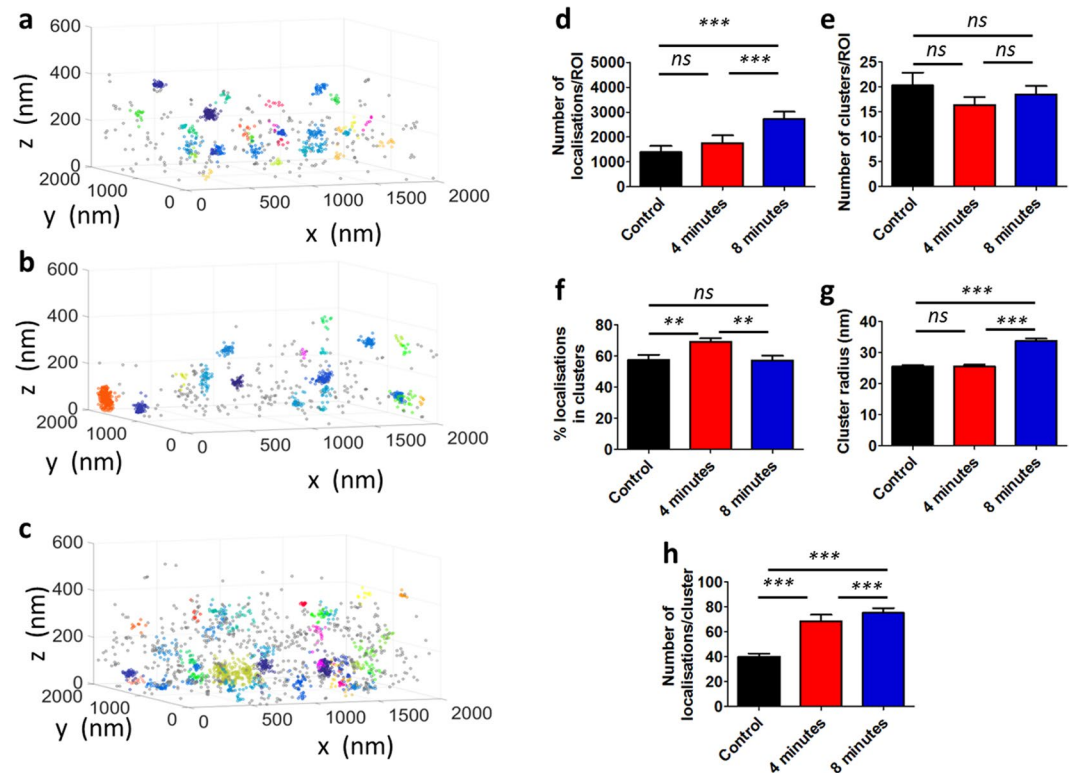 a
600
400
200
0
z (nm)
2000
1000
0
y (nm)
0
500
1000
1500
2000
x (nm)
b
600
400
200
0
z (nm)
2000
1000
0
y (nm)
0
500
1000
1500
2000
x (nm)
c
600
400
200
0
z (nm)
2000
1000
0
y (nm)
0
500
1000
1500
2000
x (nm)
d
***
ns
***
5000
4000
3000
2000
1000
0
Number of
localisations/ROI
Control
4 minutes
8 minutes
e
ns
ns
ns
25
20
15
10
5
0
Number of clusters/ROI
Control
4 minutes
8 minutes
f
ns
**
**
80
60
40
20
0
% localisations
in clusters
Control
4 minutes
8 minutes
g
***
ns
***
40
30
20
10
0
Cluster radius (nm)
Control
4 minutes
8 minutes
h
***
***
***
100
80
60
40
20
0
Number of
localisations/cluster
Control
4 minutes
8 minutes